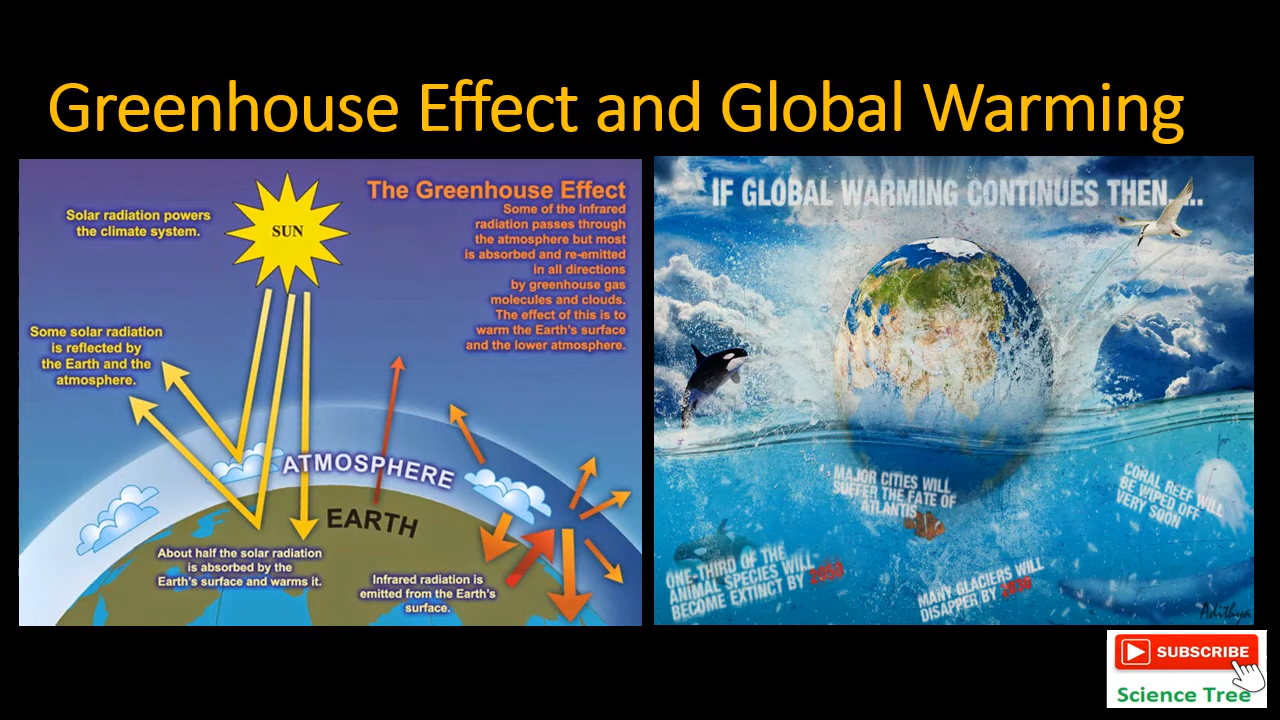 Greenhouse Effect and Global Warming
The Greenhouse Effect
Some of the infrared
radiation passes through
the atmosphere but most
is absorbed and re-emitted
in all directions
by greenhouse gas
molecules and clouds.
The effect of this is to
warm the Earth's surface
and the lower atmosphere.
Solar radiation powers
the climate system.
SUN
Some solar radiation
is reflected by
the Earth and the
atmosphere.
ATMOSPHERE
EARTH
About half the solar radiation
is absorbed by the
Earth's surface and warms it.
Infrared radiation is
emitted from the Earth's
surface.
IF GLOBAL WARMING CONTINUES THEN....
MAJOR CITIES WILL
SUFFER THE FATE OF
ATLANTIS
CORAL REEF WILL
BE WIPED OFF
VERY SOON
ONE-THIRD OF THE
ANIMAL SPECIES WILL
BECOME EXTINCT BY 2050
MANY GLACIERS WILL
DISAPPER BY 2030
Adithya
SUBSCRIBE
Science Tree